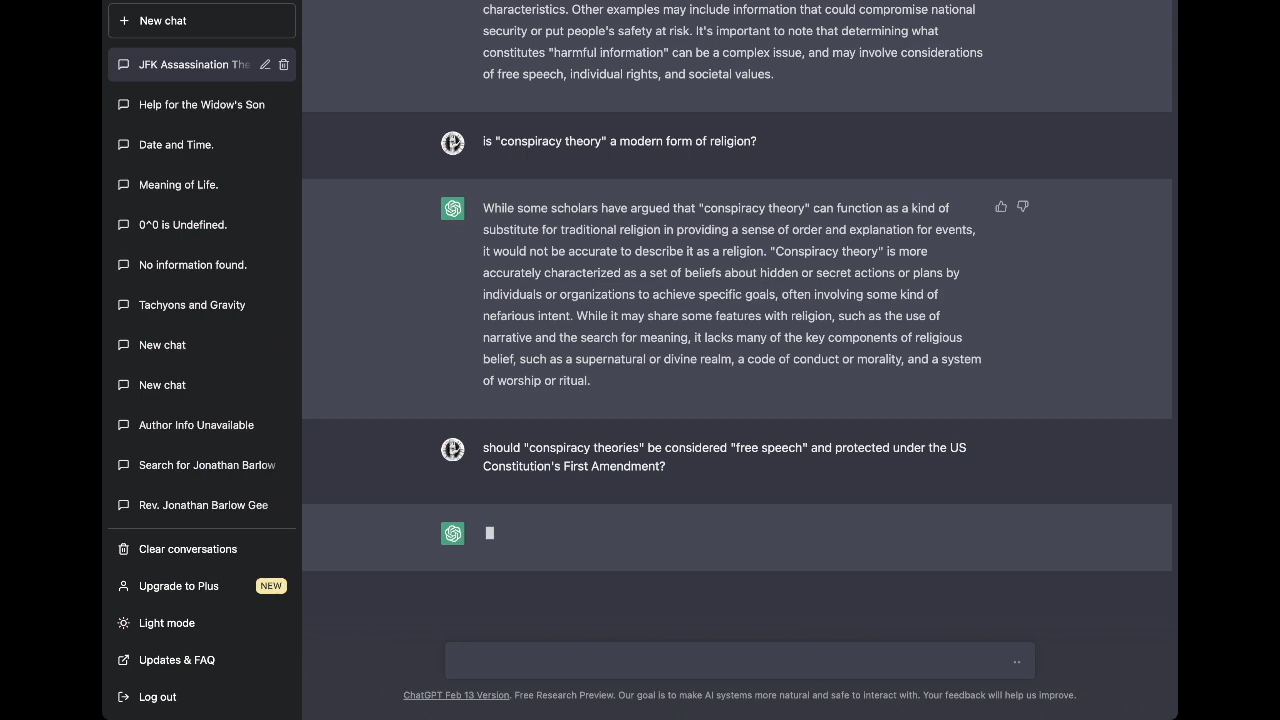 New chat
JFK Assassination The
Help for the Widow's Son
Date and Time.
Meaning of Life.
0^0 is Undefined.
No information found.
Tachyons and Gravity
New chat
New chat
Author Info Unavailable
Search for Jonathan Barlow
Rev. Jonathan Barlow Gee
Clear conversations
Upgrade to Plus NEW
Light mode
Updates & FAQ
Log out
characteristics. Other examples may include information that could compromise national
security or put people's safety at risk. It's important to note that determining what
constitutes "harmful information" can be a complex issue, and may involve considerations
of free speech, individual rights, and societal values.
is "conspiracy theory" a modern form of religion?
While some scholars have argued that "conspiracy theory" can function as a kind of
substitute for traditional religion in providing a sense of order and explanation for events,
it would not be accurate to describe it as a religion. "Conspiracy theory" is more
accurately characterized as a set of beliefs about hidden or secret actions or plans by
individuals or organizations to achieve specific goals, often involving some kind of
nefarious intent. While it may share some features with religion, such as the use of
narrative and the search for meaning, it lacks many of the key components of religious
belief, such as a supernatural or divine realm, a code of conduct or morality, and a system
of worship or ritual.
should "conspiracy theories" be considered "free speech" and protected under the US
Constitution's First Amendment?
ChatGPT Feb 13 Version. Free Research Preview. Our goal is to make AI systems more natural and safe to interact with. Your feedback will help us improve.